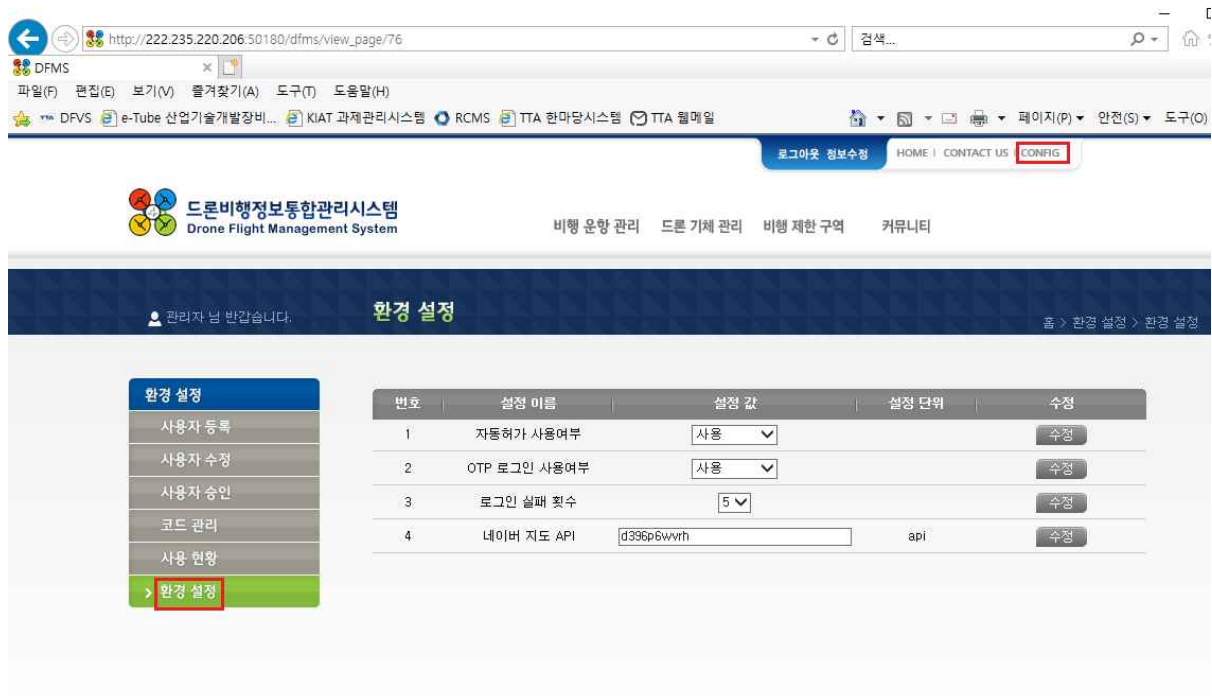 http://222.235.220.206:50180/dfms/view_page/76
검색...
DFMS
파일(F) 편집(E) 보기(V) 즐겨찾기(A) 도구(T) 도움말(H)
DFVS e-Tube 산업기술개발장비... KIAT 과제관리시스템 RCMS TTA 한마당시스템 TTA 웹메일 페이지(P) 안전(S) 도구(O)
로그아웃 정보수정 HOME | CONTACT US | CONFIG
드론비행정보통합관리시스템
Drone Flight Management System
비행 운항 관리 드론 기체 관리 비행 제한 구역 커뮤니티
관리자 님 반갑습니다.
환경 설정
홈 > 환경 설정 > 환경 설정
환경 설정
사용자 등록
사용자 수정
사용자 승인
코드 관리
사용 현황
> 환경 설정
번호 설정 이름 설정 값 설정 단위 수정
1 자동허가 사용여부 사용 수정
2 OTP 로그인 사용여부 사용 수정
3 로그인 실패 횟수 5 수정
4 네이버 지도 API d396p6wvrh api 수정